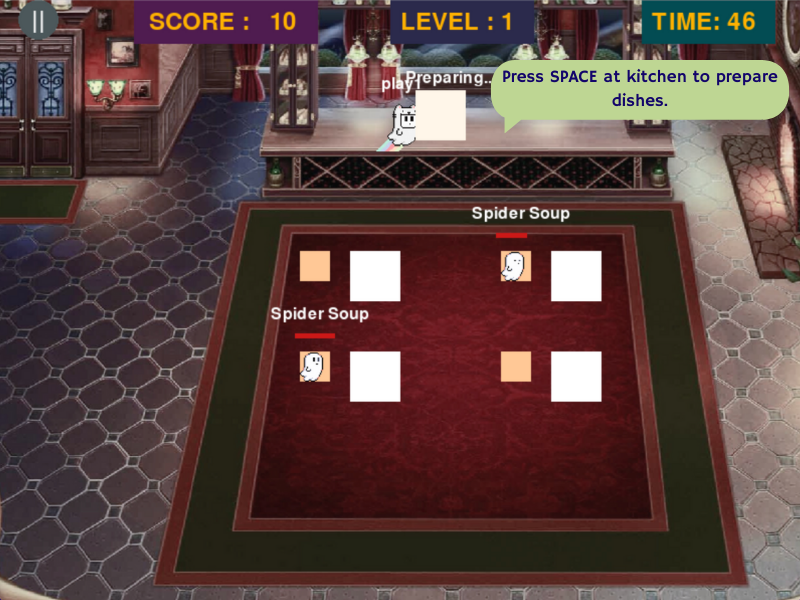 SCORE : 10
LEVEL : 1
TIME: 46
Press SPACE at kitchen to prepare
dishes.
Preparing..
play
Spider Soup
Spider Soup